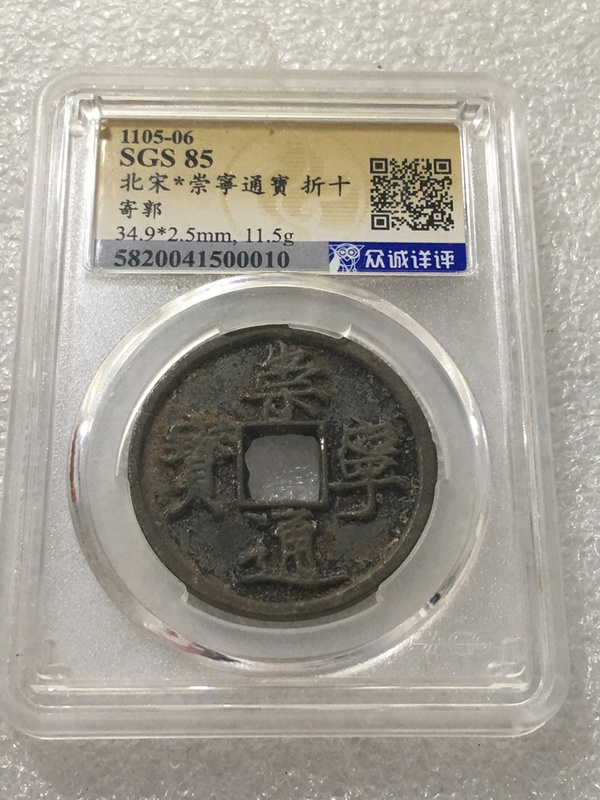 1105-06
SGS 85
北宋*崇寧通寶 折十
寄郭
34.9*2.5mm, 11.5g
5820041500010
众诚详评
崇
寧
通
寶